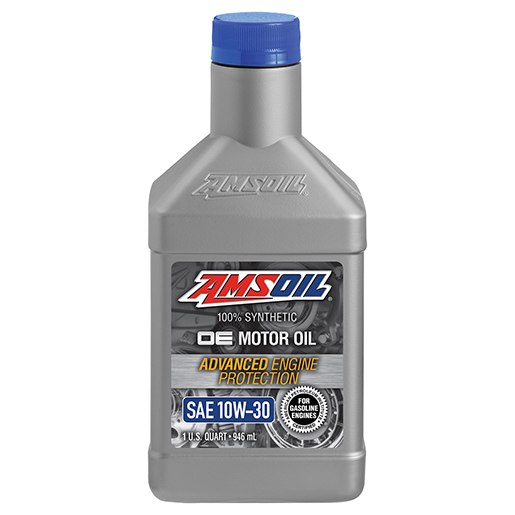 AMSOIL®
AMSOIL®
100% SYNTHETIC
OE MOTOR OIL
ADVANCED ENGINE
PROTECTION
SAE 10W-30
FOR
GASOLINE
ENGINES
1 U.S. QUART • 946 mL